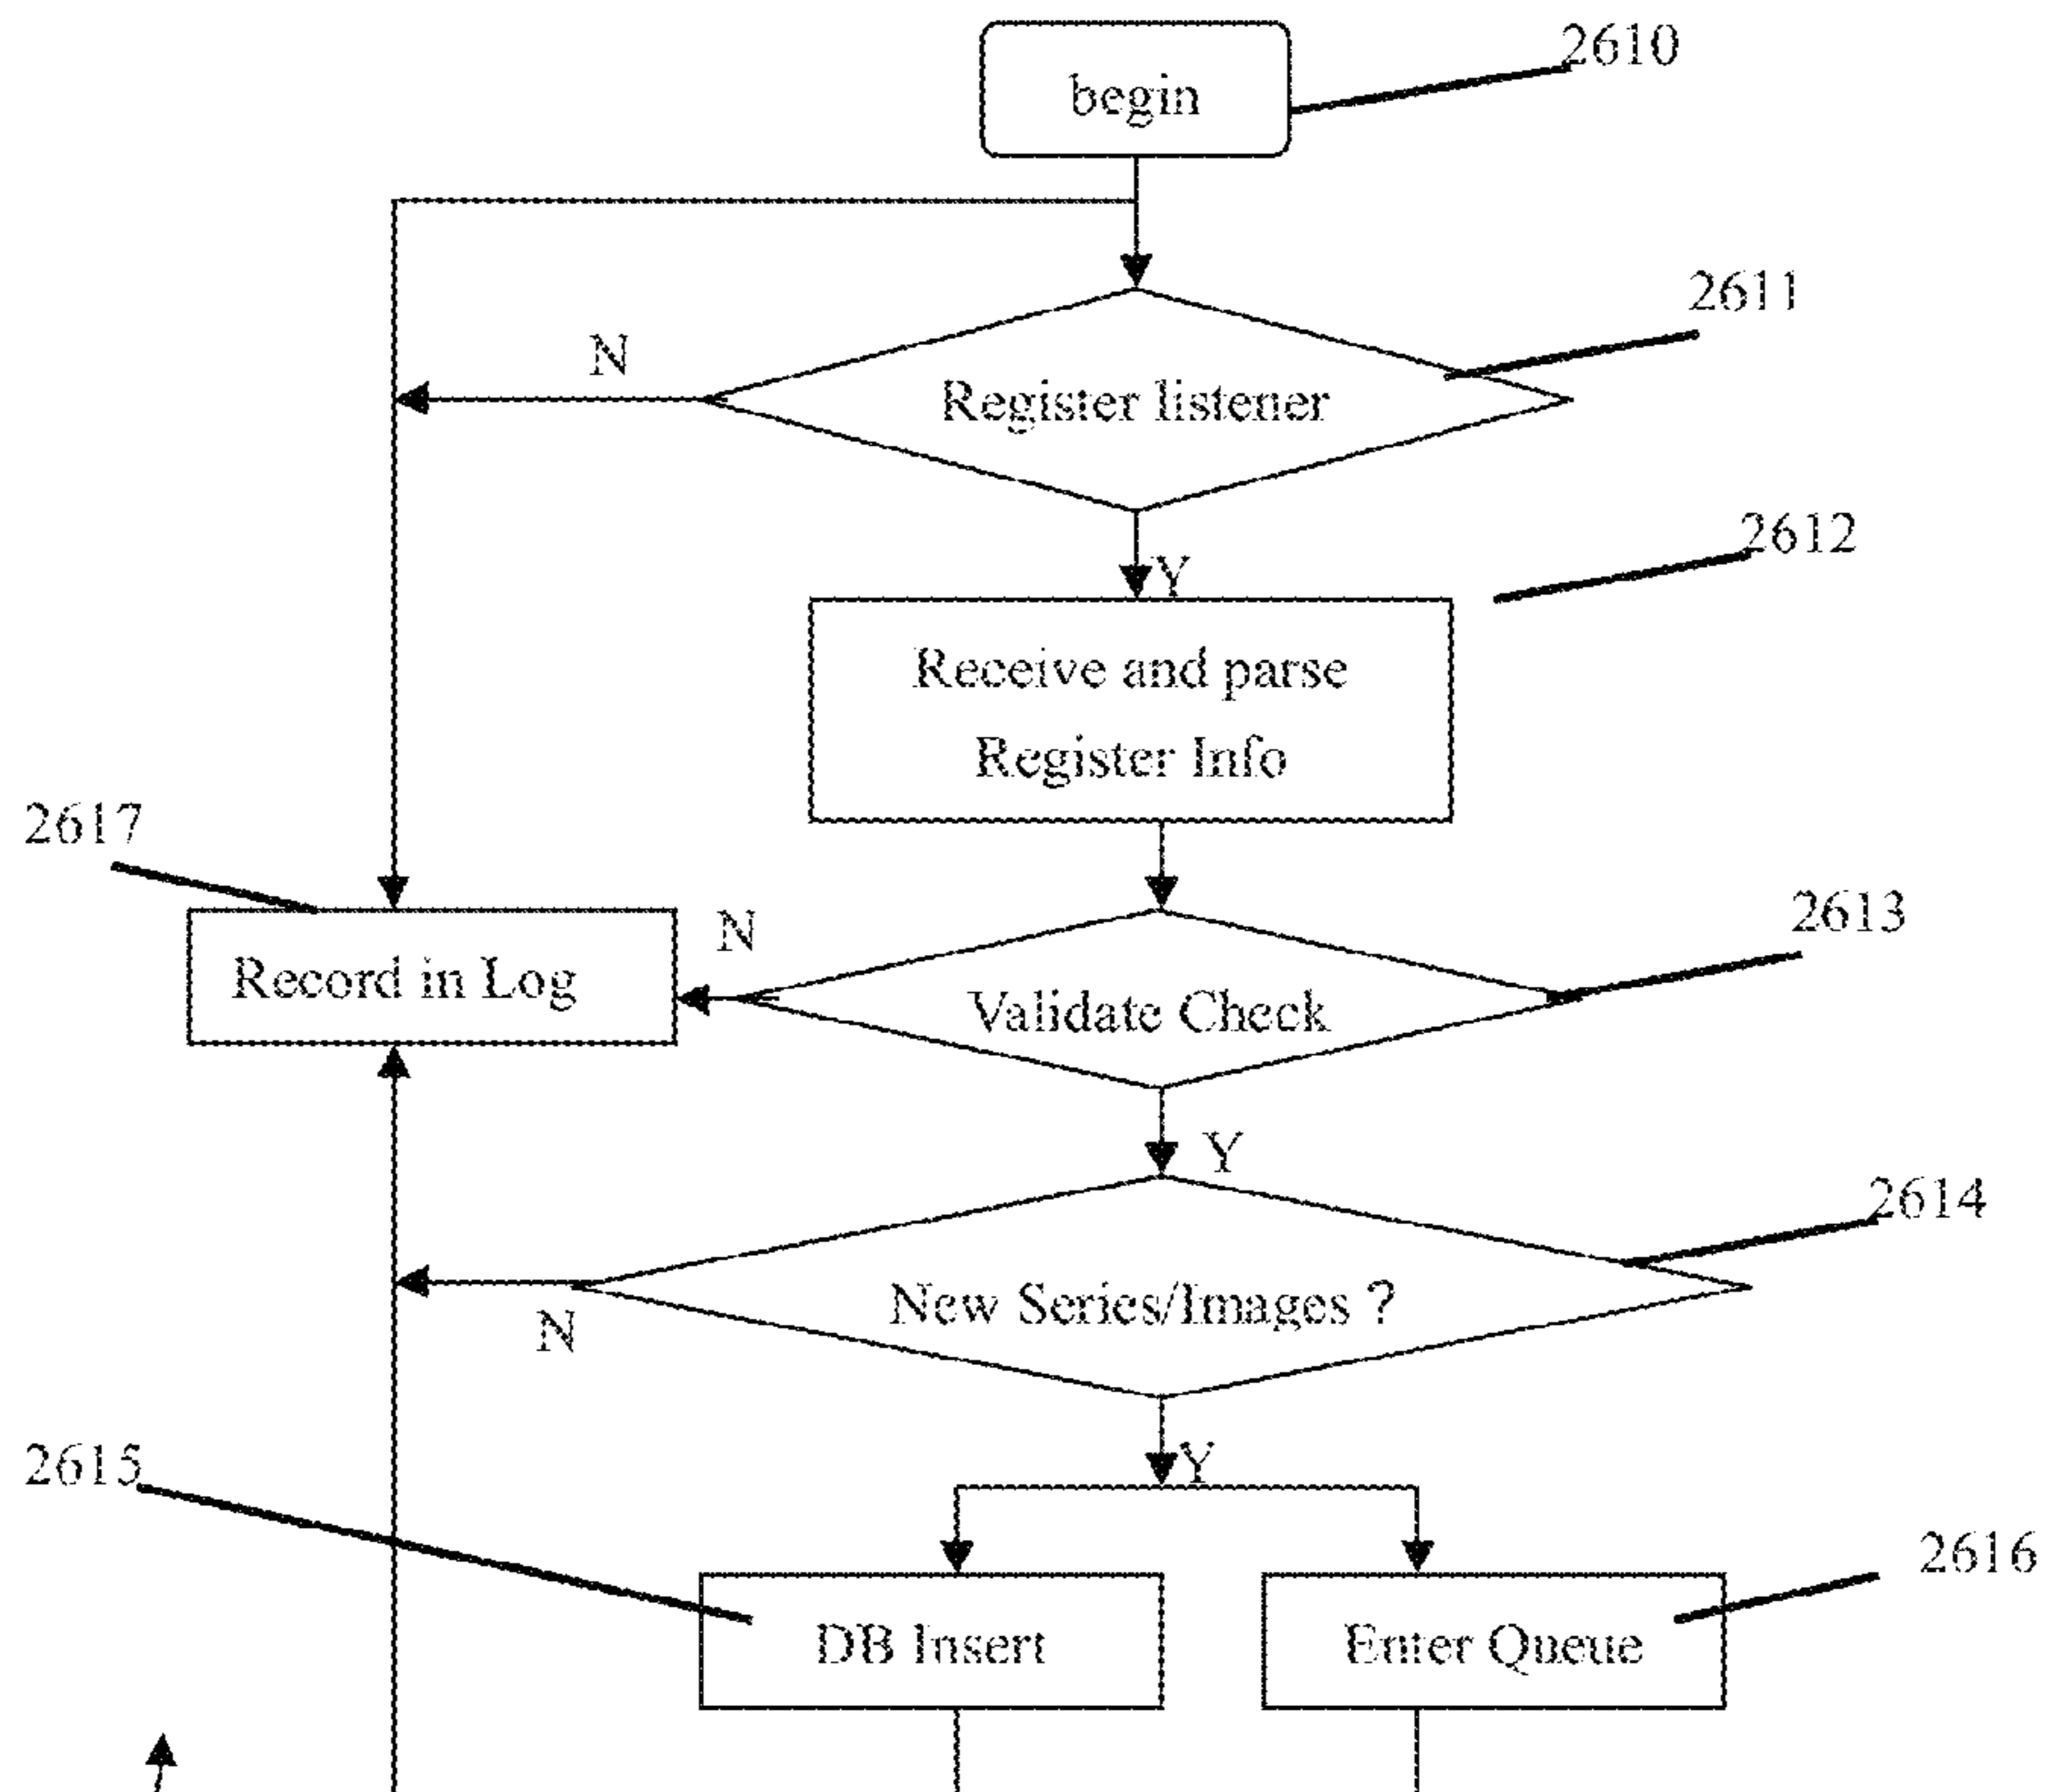 begin
2610
2611
N
Register listener
Y
2612
Receive and parse
Register Info
2617
Record in Log
N
2613
Validate Check
Y
2614
New Series/Images ?
N
Y
2615
2616
DB Insert
Enter Queue